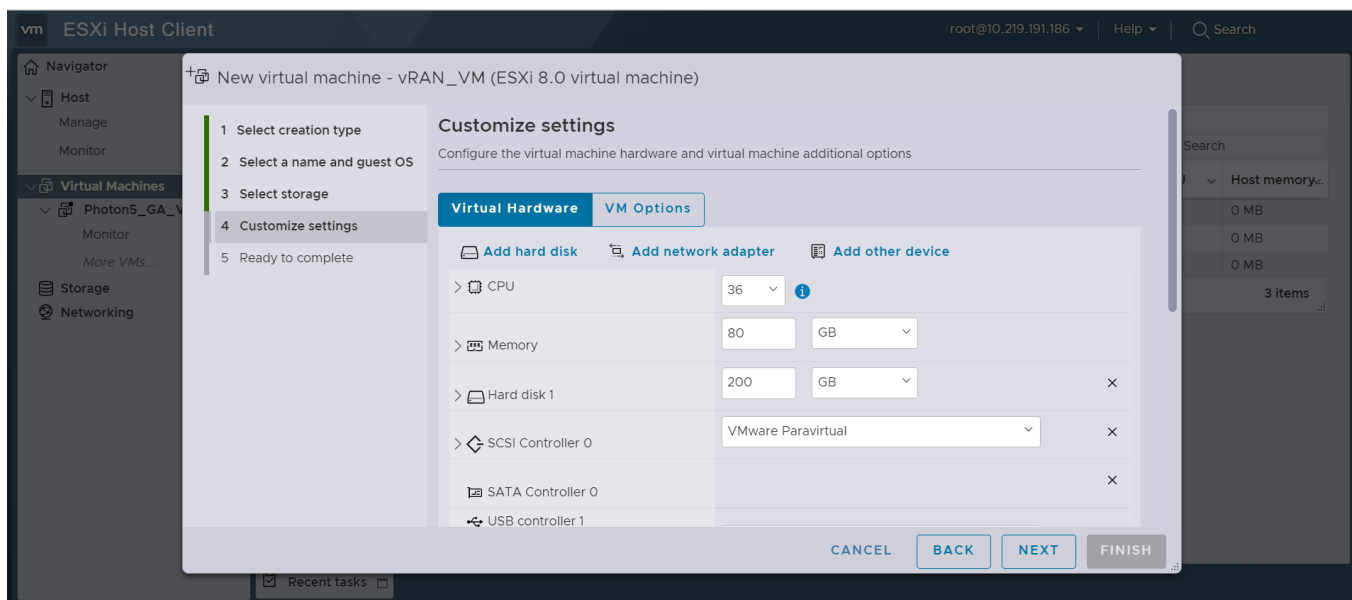 vm ESXi Host Client
root@10.219.191.186 Help Search
Navigator
Host
Manage
Monitor
Virtual Machines
Photon5_GA_V
Monitor
More VMs...
Storage
Networking
New virtual machine - vRAN_VM (ESXi 8.0 virtual machine)
1 Select creation type
2 Select a name and guest OS
3 Select storage
4 Customize settings
5 Ready to complete
Customize settings
Configure the virtual machine hardware and virtual machine additional options
Virtual Hardware VM Options
Add hard disk Add network adapter Add other device
CPU 36
Memory 80 GB
Hard disk 1 200 GB
SCSI Controller 0 VMware Paravirtual
SATA Controller 0
USB controller 1
CANCEL BACK NEXT FINISH
Search
Host memory
0 MB
0 MB
0 MB
3 items
Recent tasks